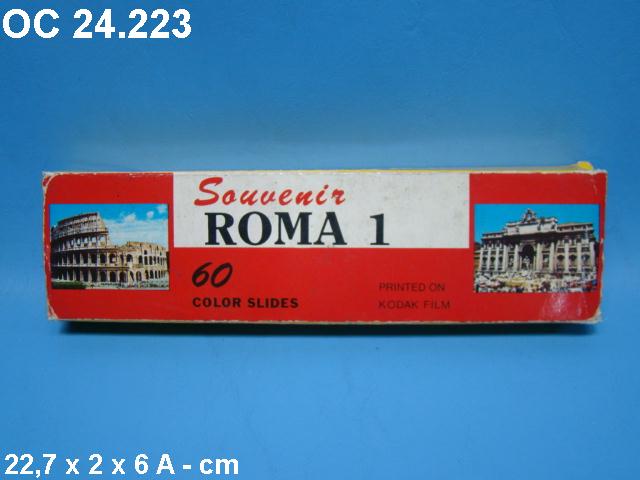 OC 24.223
Souvenir
ROMA 1
60
COLOR SLIDES
PRINTED ON
KODAK FILM
22,7 x 2 x 6 A - cm